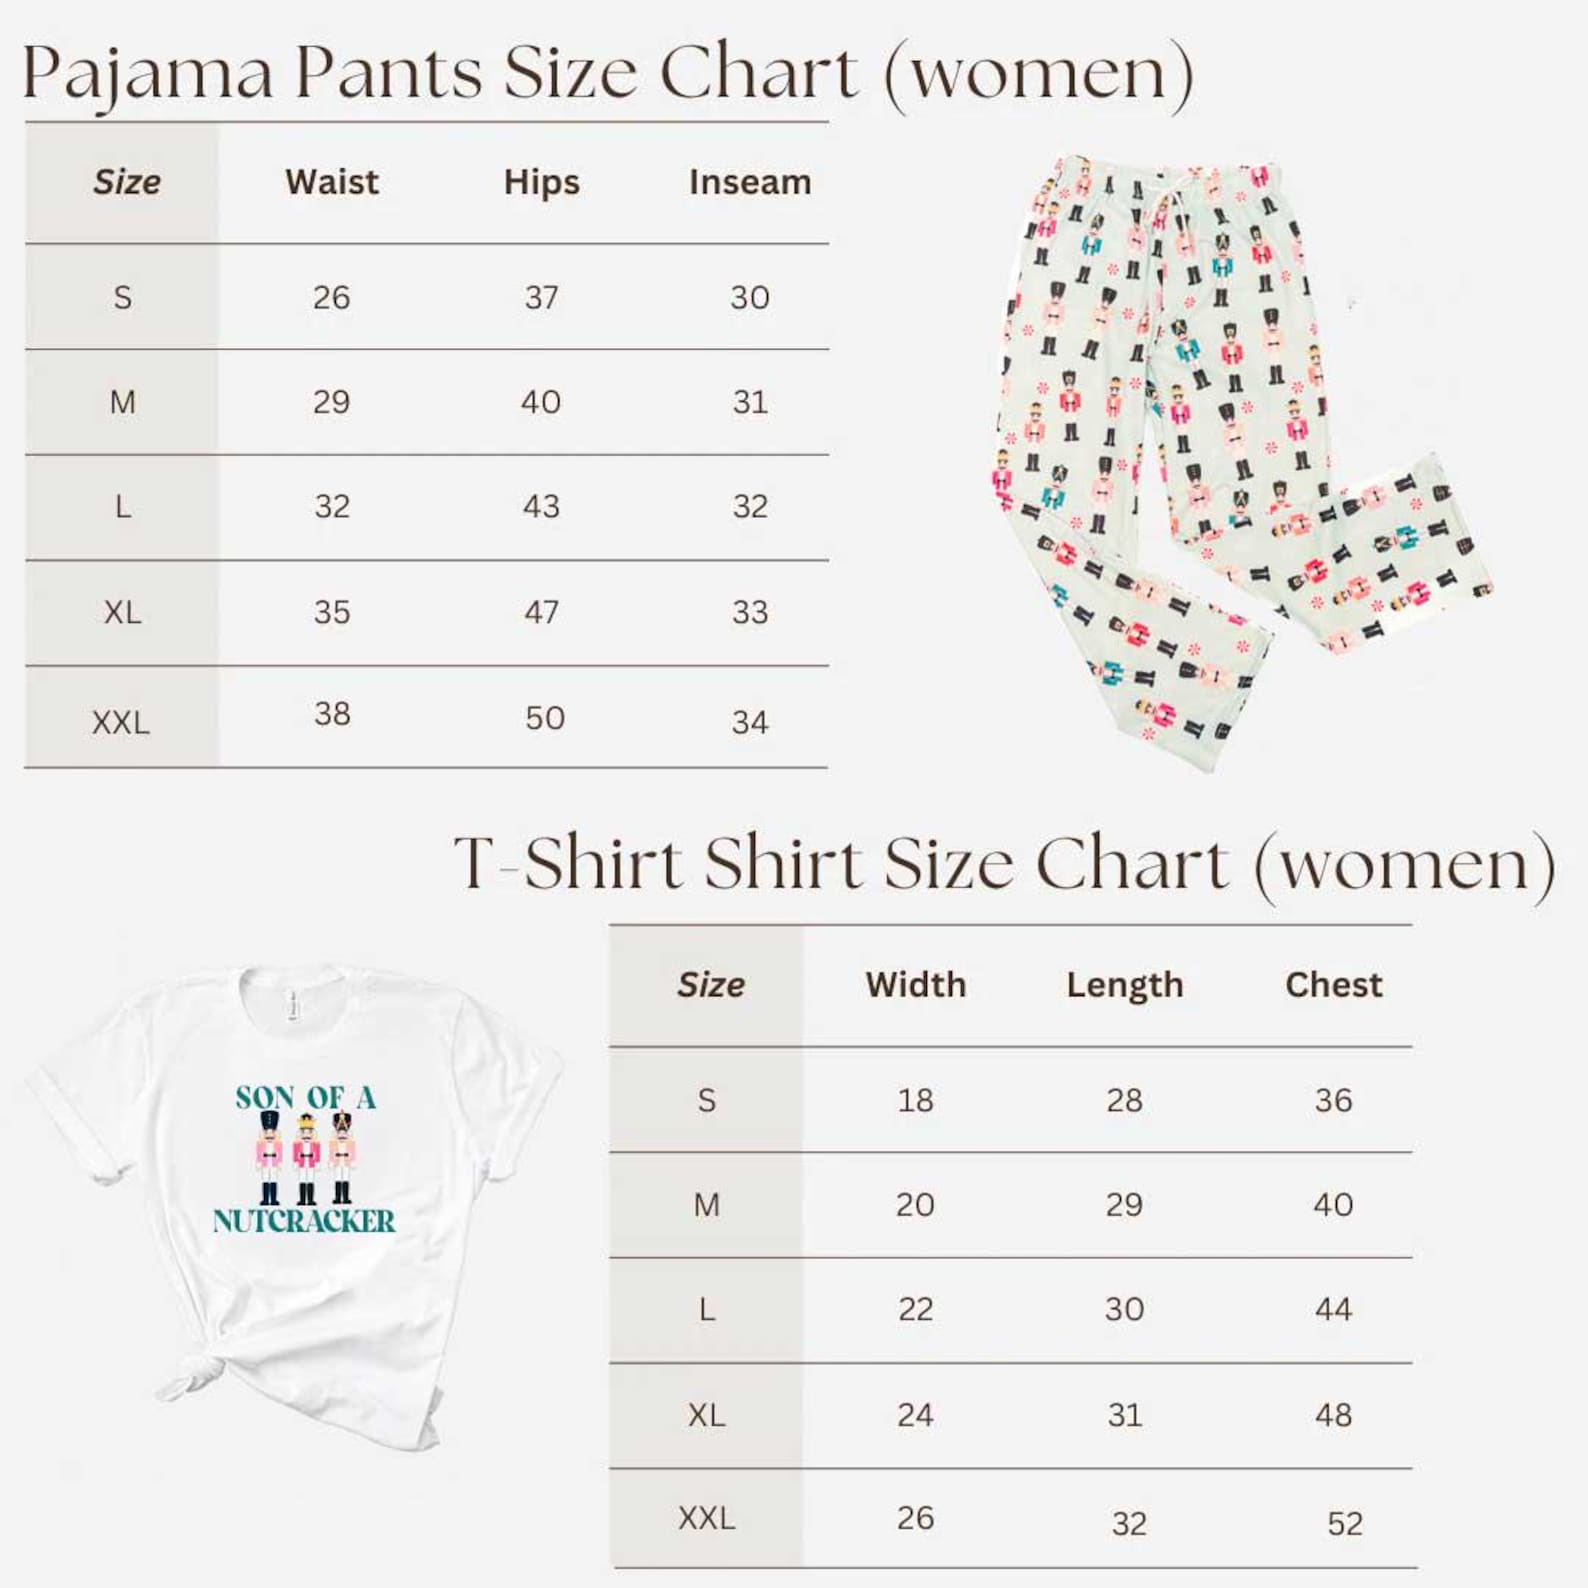 Pajama Pants Size Chart (women)
Size Waist Hips Inseam
S 26 37 30
M 29 40 31
L 32 43 32
XL 35 47 33
XXL 38 50 34
T-Shirt Shirt Size Chart (women)
Size Width Length Chest
S 18 28 36
M 20 29 40
L 22 30 44
XL 24 31 48
XXL 26 32 52
SON OF A
NUTCRACKER